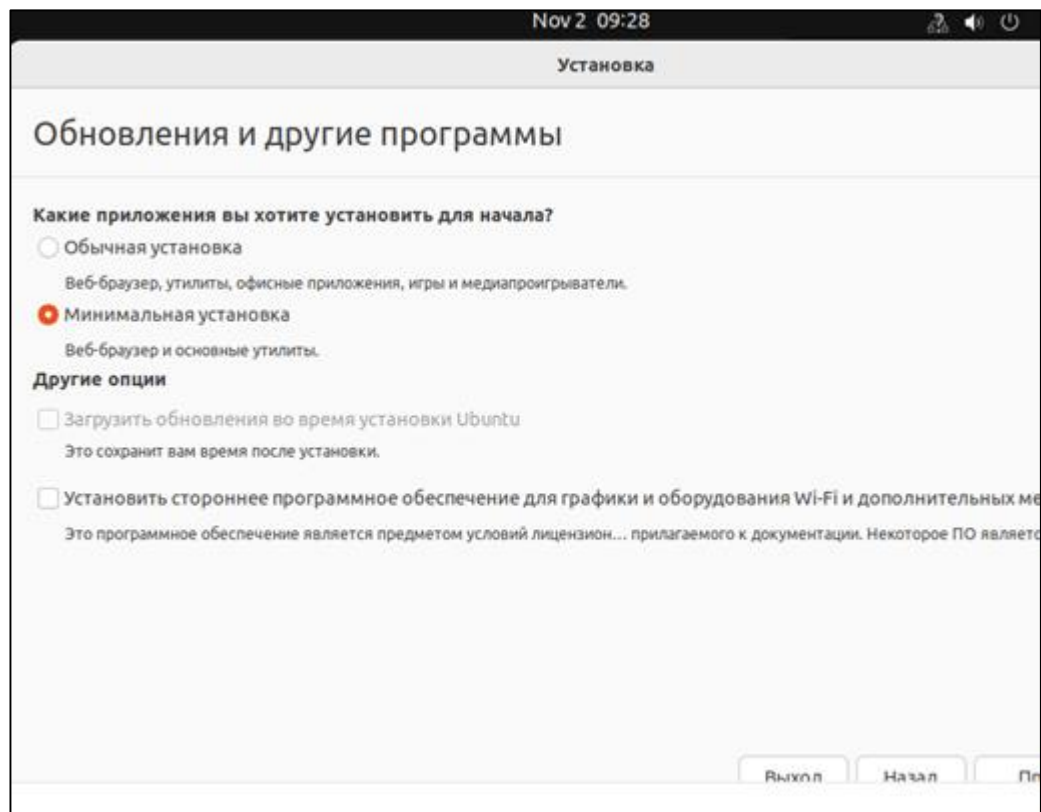 Nov 2 09:28
Установка
Обновления и другие программы
Какие приложения вы хотите установить для начала?
Обычная установка
Веб-браузер, утилиты, офисные приложения, игры и медиапроигрыватели.
Минимальная установка
Веб-браузер и основные утилиты.
Другие опции
Загрузить обновления во время установки Ubuntu
Это сохранит вам время после установки.
Установить стороннее программное обеспечение для графики и оборудования Wi-Fi и дополнительных ме
Это программное обеспечение является предметом условий лицензион... прилагаемого к документации. Некоторое ПО являетс
Выход Назад Пр